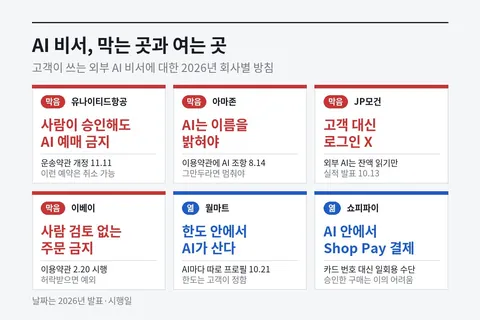 AI 비서, 막는 곳과 여는 곳
고객이 쓰는 외부 AI 비서에 대한 2026년 회사별 방침
막음 유나이티드항공
사람이 승인해도
AI 예매 금지
운송약관 개정 11.11
이런 예약은 취소 가능
막음 아마존
AI는 이름을
밝혀야
이용약관에 AI 조항 8.14
그만두라면 멈춰야
막음 JP모건
고객 대신
로그인 X
외부 AI는 잔액 읽기만
실적 발표 10.13
막음 이베이
사람 검토 없는
주문 금지
이용약관 2.20 시행
허락받으면 예외
엶 월마트
한도 안에서
AI가 산다
AI마다 따로 프로필 10.21
한도는 고객이 정함
엶 쇼피파이
AI 안에서
Shop Pay 결제
카드 번호 대신 일회용 수단
승인한 구매는 이의 어려움
날짜는 2026년 발표·시행일